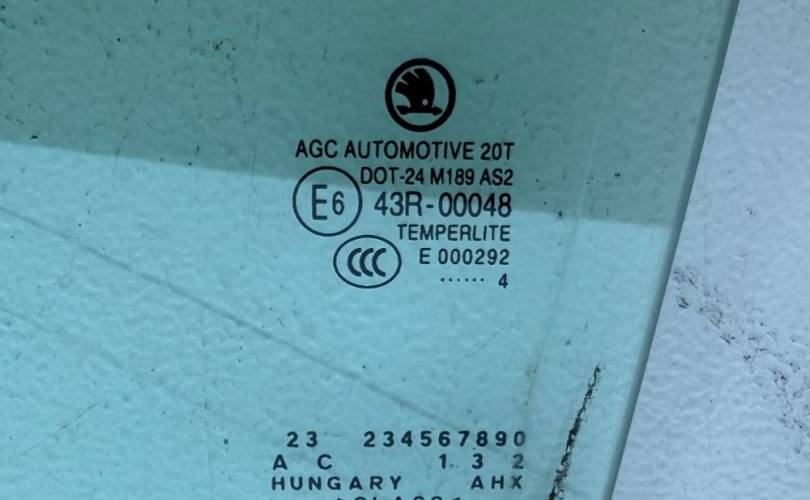 AGC AUTOMOTIVE 20T
DOT-24 M189 AS2
E6 43R-00048
TEMPERLITE
CCC E 000292
...... 4
23 234567890
A C 1. 3 2
HUNGARY AHX
>GLASS<